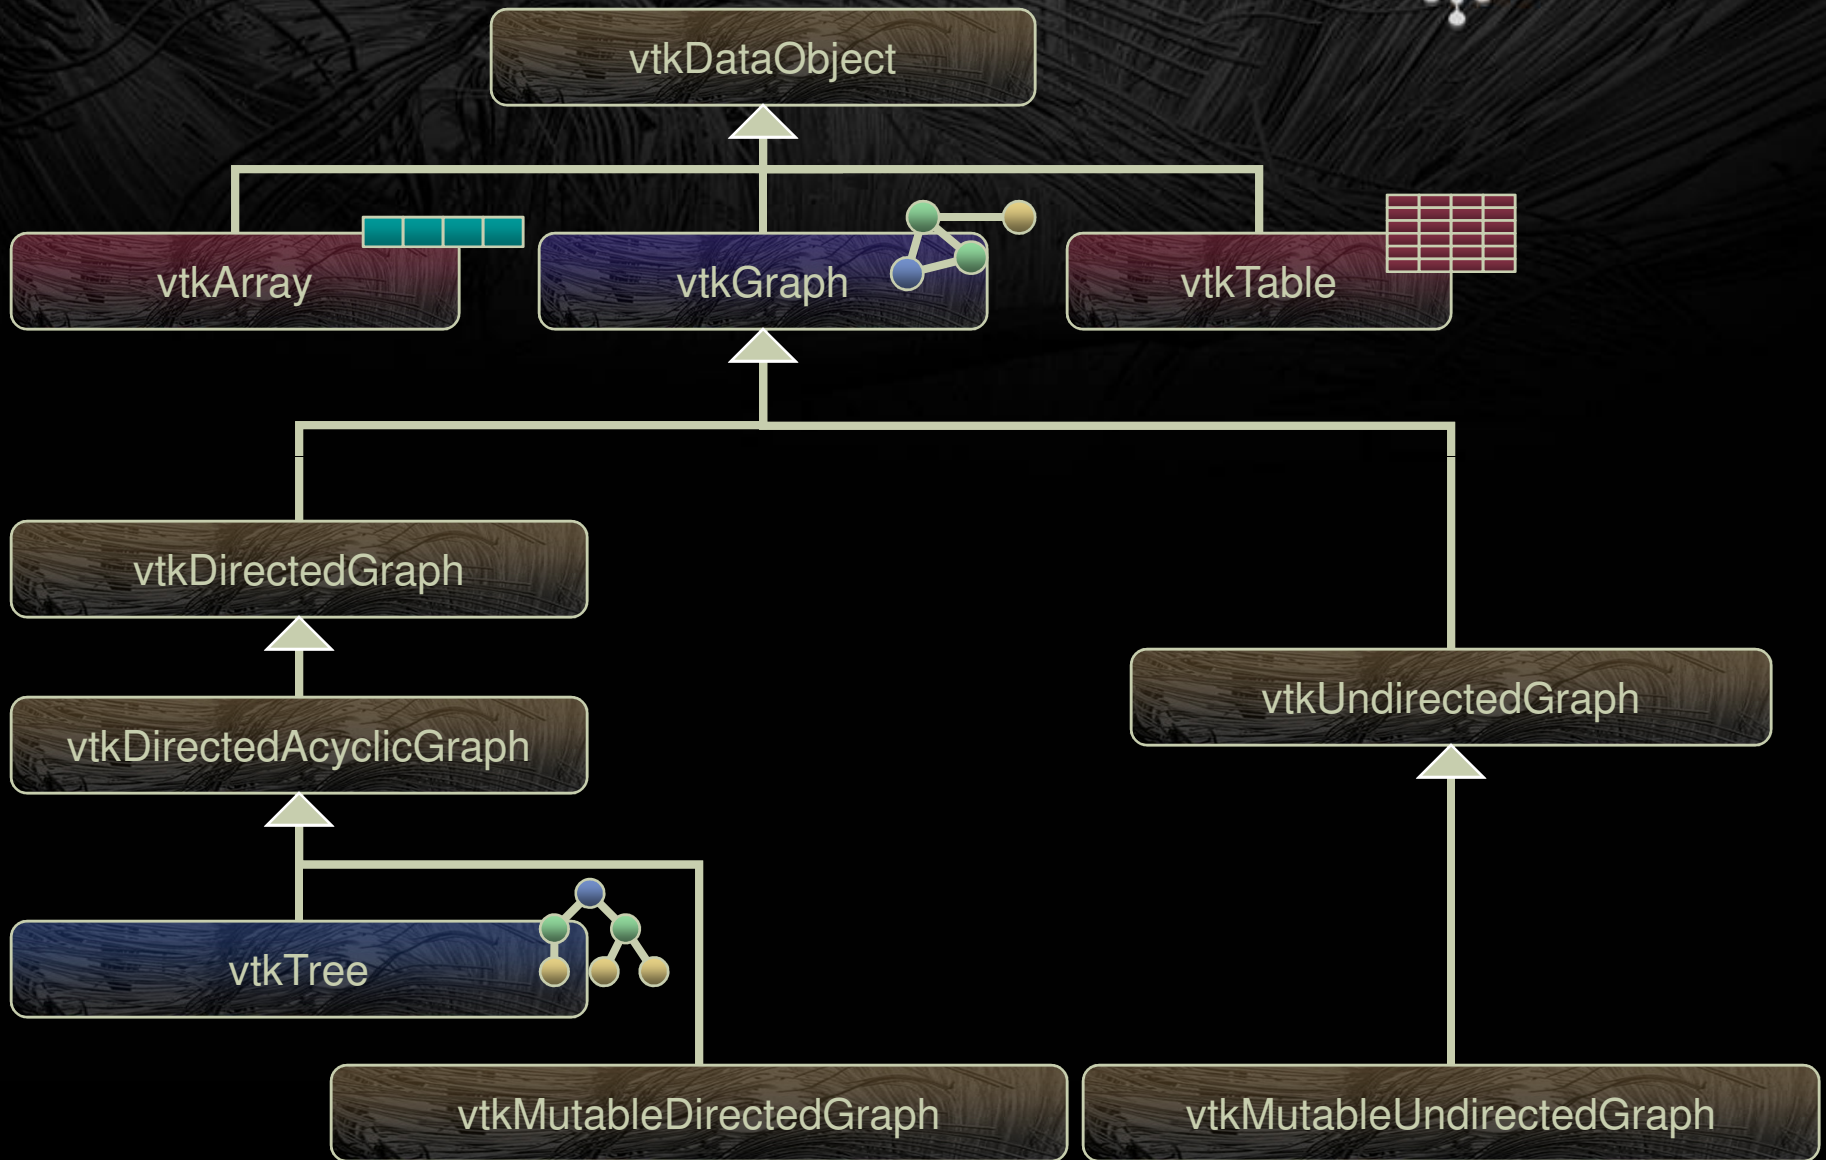 vtkDataObject
vtkArray
vtkGraph
vtkTable
vtkDirectedGraph
vtkUndirectedGraph
vtkDirectedAcyclicGraph
vtkTree
vtkMutableDirectedGraph
vtkMutableUndirectedGraph